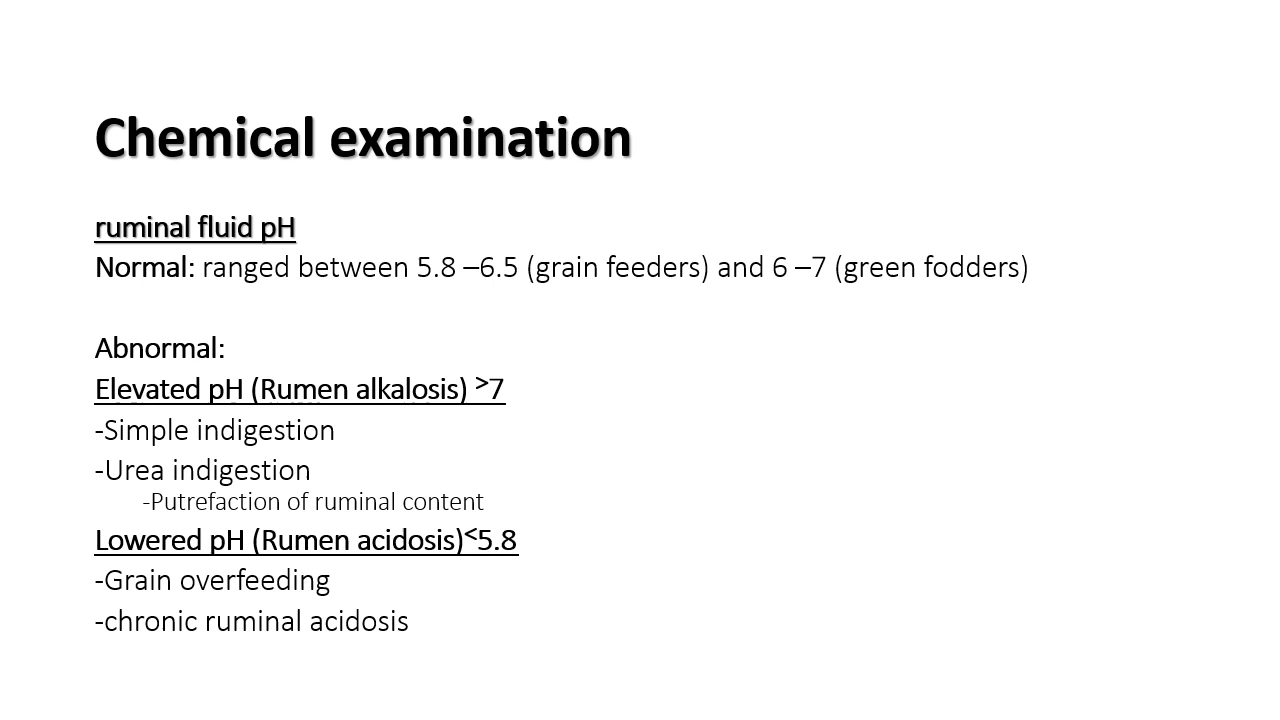 Chemical examination
ruminal fluid pH
Normal: ranged between 5.8 –6.5 (grain feeders) and 6 –7 (green fodders)
Abnormal:
Elevated pH (Rumen alkalosis) >7
-Simple indigestion
-Urea indigestion
-Putrefaction of ruminal content
Lowered pH (Rumen acidosis)<5.8
-Grain overfeeding
-chronic ruminal acidosis